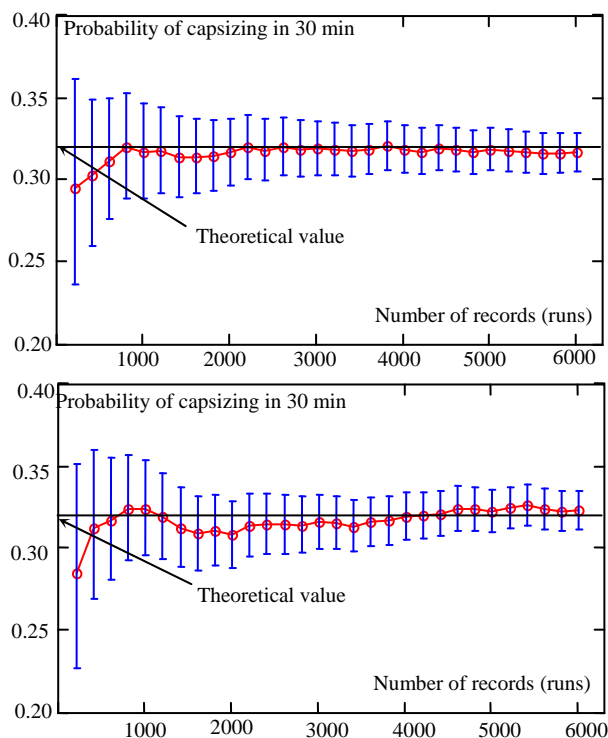 0.40
Probability of capsizing in 30 min
0.35
0.30
Theoretical value
0.25
Number of records (runs)
0.20
1000 2000 3000 4000 5000 6000
0.40
Probability of capsizing in 30 min
0.35
0.30
Theoretical value
0.25
Number of records (runs)
0.20
1000 2000 3000 4000 5000 6000